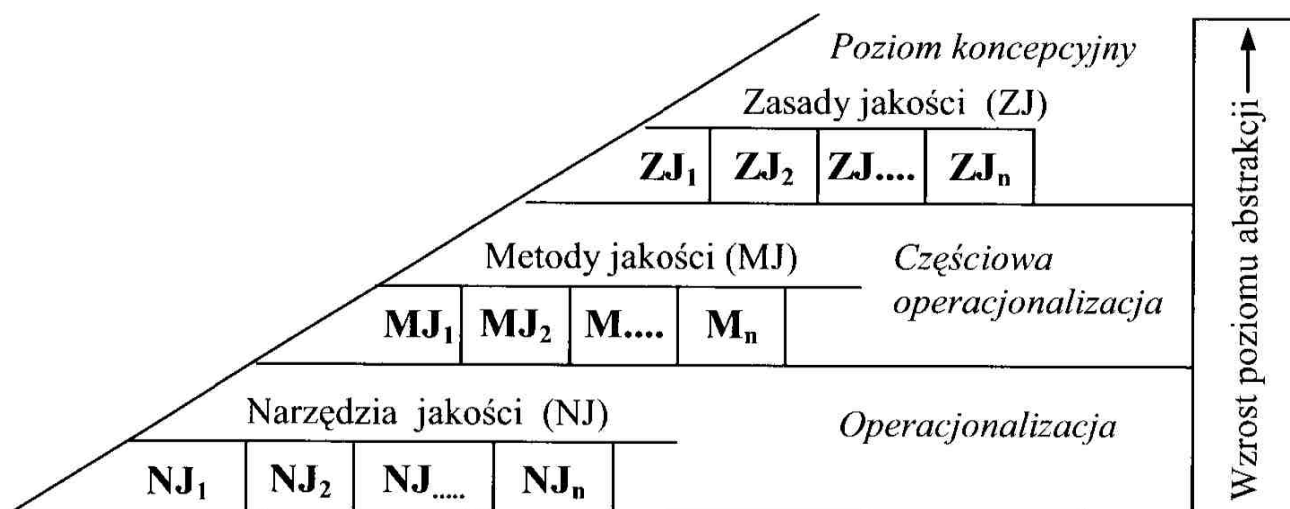 Poziom koncepcyjny
Zasady jakości (ZJ)
ZJ₁ ZJ₂ ZJ.... ZJₙ
Metody jakości (MJ)
Częściowa
operacjonalizacja
MJ₁ MJ₂ M.... Mₙ
Narzędzia jakości (NJ)
Operacjonalizacja
NJ₁ NJ₂ NJ..... NJₙ
Wzrost poziomu abstrakcji